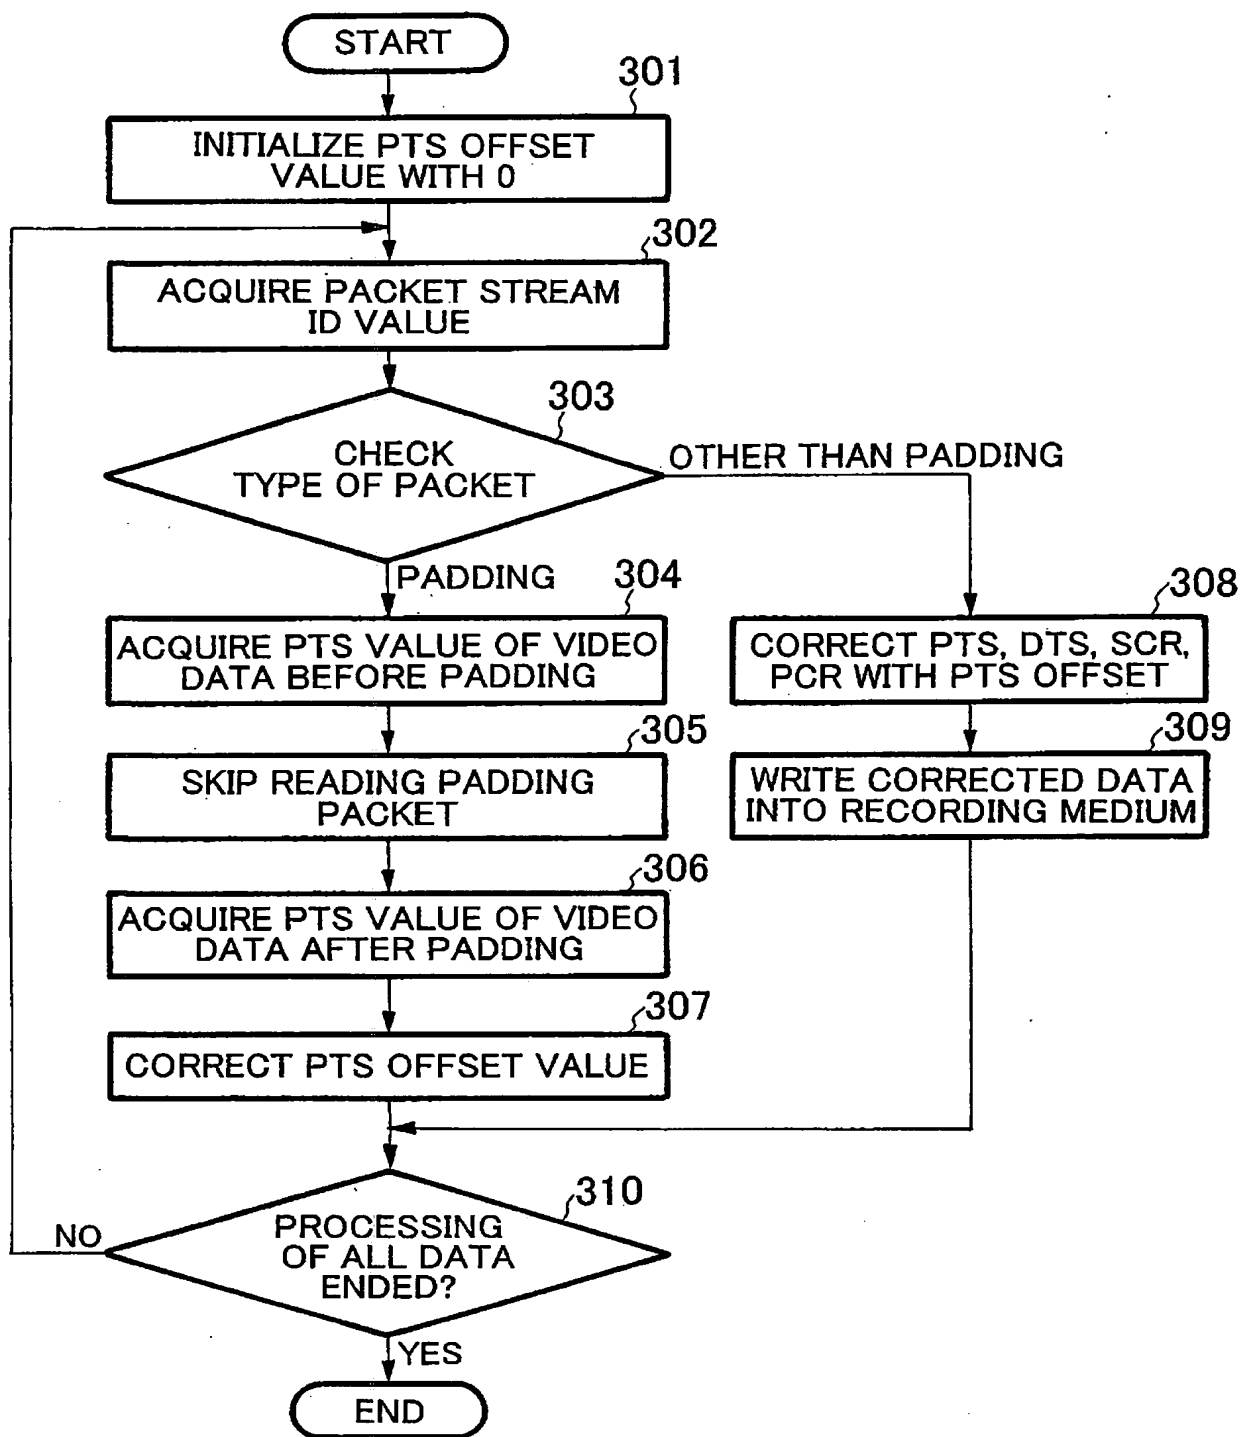 START
301
INITIALIZE PTS OFFSET
VALUE WITH 0
302
ACQUIRE PACKET STREAM
ID VALUE
303
CHECK
TYPE OF PACKET
OTHER THAN PADDING
PADDING
304
ACQUIRE PTS VALUE OF VIDEO
DATA BEFORE PADDING
308
CORRECT PTS, DTS, SCR,
PCR WITH PTS OFFSET
305
SKIP READING PADDING
PACKET
309
WRITE CORRECTED DATA
INTO RECORDING MEDIUM
306
ACQUIRE PTS VALUE OF VIDEO
DATA AFTER PADDING
307
CORRECT PTS OFFSET VALUE
310
PROCESSING
OF ALL DATA
ENDED?
NO
YES
END